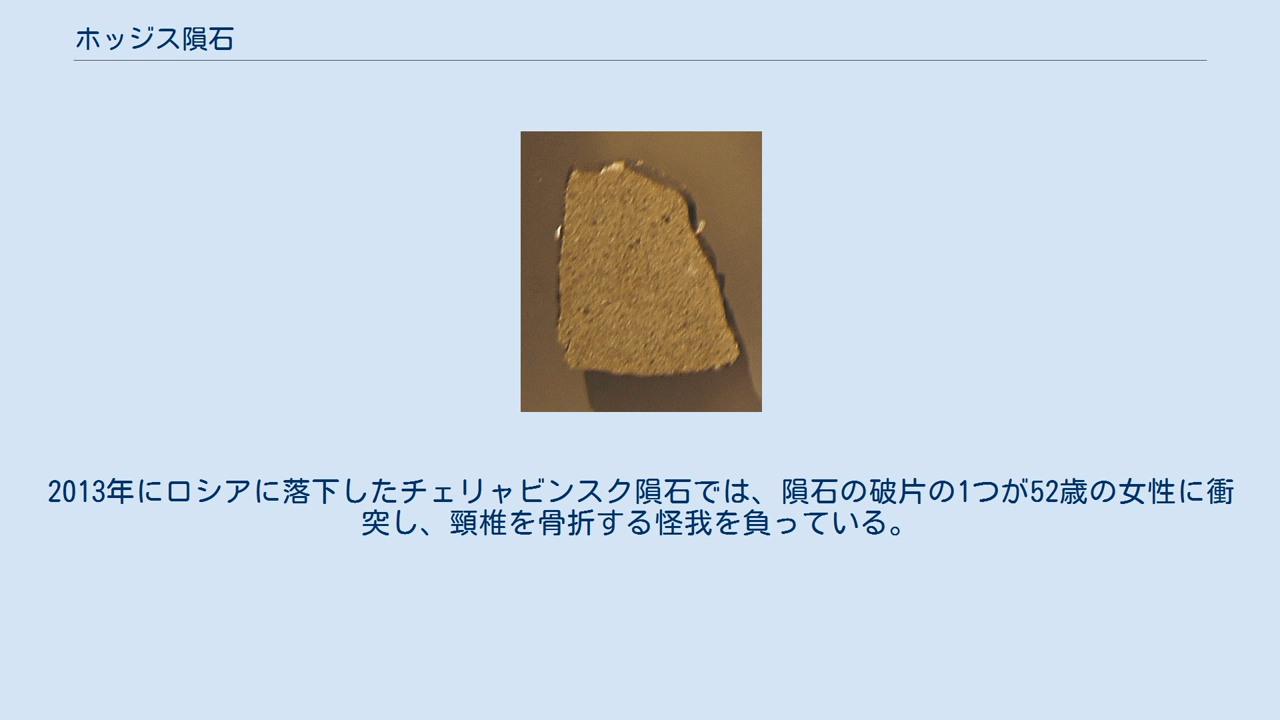 ホッジス隕石
2013年にロシアに落下したチェリャビンスク隕石では、隕石の破片の1つが52歳の女性に衝
突し、頸椎を骨折する怪我を負っている。